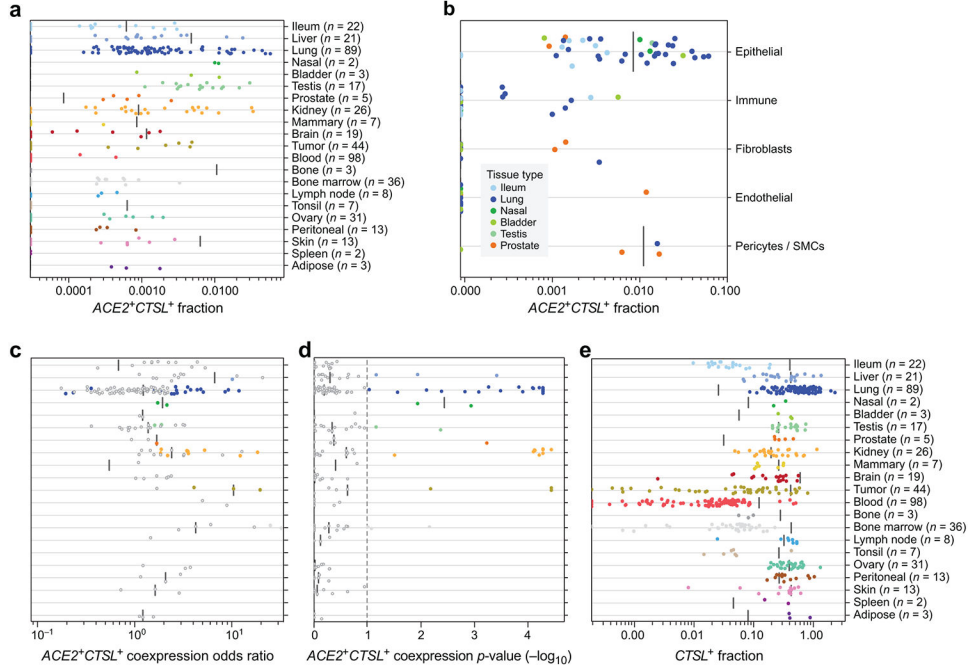 a
Ileum (n = 22)
Liver (n = 21)
Lung (n = 89)
Nasal (n = 2)
Bladder (n = 3)
Testis (n = 17)
Prostate (n = 5)
Kidney (n = 26)
Mammary (n = 7)
Brain (n = 19)
Tumor (n = 44)
Blood (n = 98)
Bone (n = 3)
Bone marrow (n = 36)
Lymph node (n = 8)
Tonsil (n = 7)
Ovary (n = 31)
Peritoneal (n = 13)
Skin (n = 13)
Spleen (n = 2)
Adipose (n = 3)
0.0001 0.0010 0.0100
ACE2⁺CTSL⁺ fraction
b
Epithelial
Immune
Fibroblasts
Endothelial
Pericytes / SMCs
Tissue type
Ileum
Lung
Nasal
Bladder
Testis
Prostate
0.000 0.001 0.010 0.100
ACE2⁺CTSL⁺ fraction
c
10⁻¹ 10⁰ 10¹
ACE2⁺CTSL⁺ coexpression odds ratio
d
0 1 2 3 4
ACE2⁺CTSL⁺ coexpression p-value (−log₁₀)
e
Ileum (n = 22)
Liver (n = 21)
Lung (n = 89)
Nasal (n = 2)
Bladder (n = 3)
Testis (n = 17)
Prostate (n = 5)
Kidney (n = 26)
Mammary (n = 7)
Brain (n = 19)
Tumor (n = 44)
Blood (n = 98)
Bone (n = 3)
Bone marrow (n = 36)
Lymph node (n = 8)
Tonsil (n = 7)
Ovary (n = 31)
Peritoneal (n = 13)
Skin (n = 13)
Spleen (n = 2)
Adipose (n = 3)
0.00 0.01 0.10 1.00
CTSL⁺ fraction